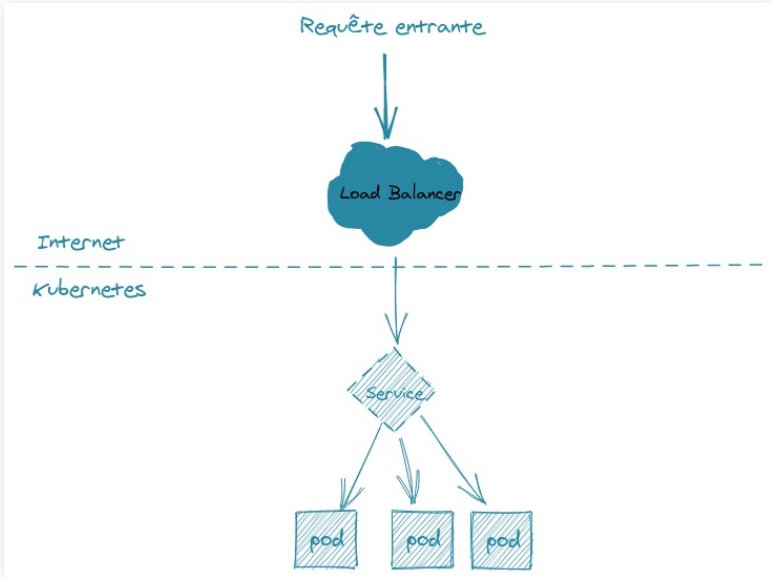 Requête entrante
Load Balancer
Internet
Kubernetes
Service
pod
pod
pod